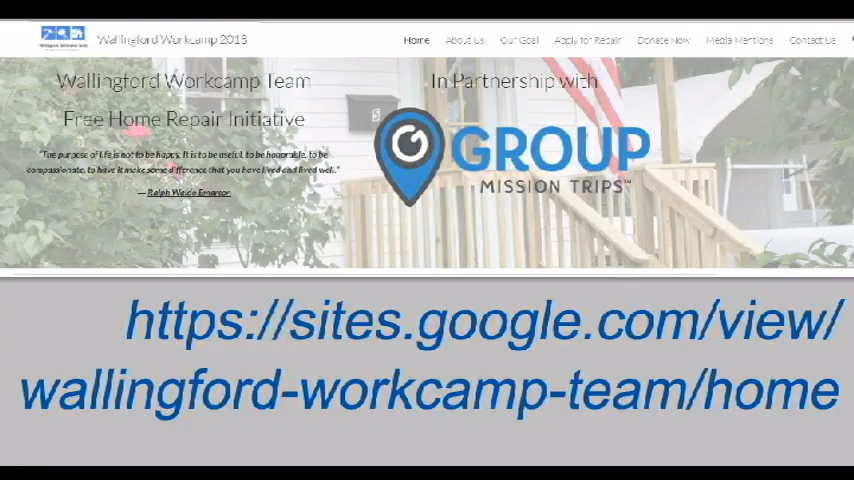 Wallingford Workcamp 2018
Home About Us Our Goal Apply for Repair Donate Now Media Mentions Contact Us
Wallingford Workcamp Team
Free Home Repair Initiative
"The purpose of life is not to be happy. It is to be useful, to be honorable, to be
compassionate, to have it make some difference that you have lived and lived well."
— Ralph Waldo Emerson
In Partnership with
5
GROUP
MISSION TRIPS™
https://sites.google.com/view/
wallingford-workcamp-team/home